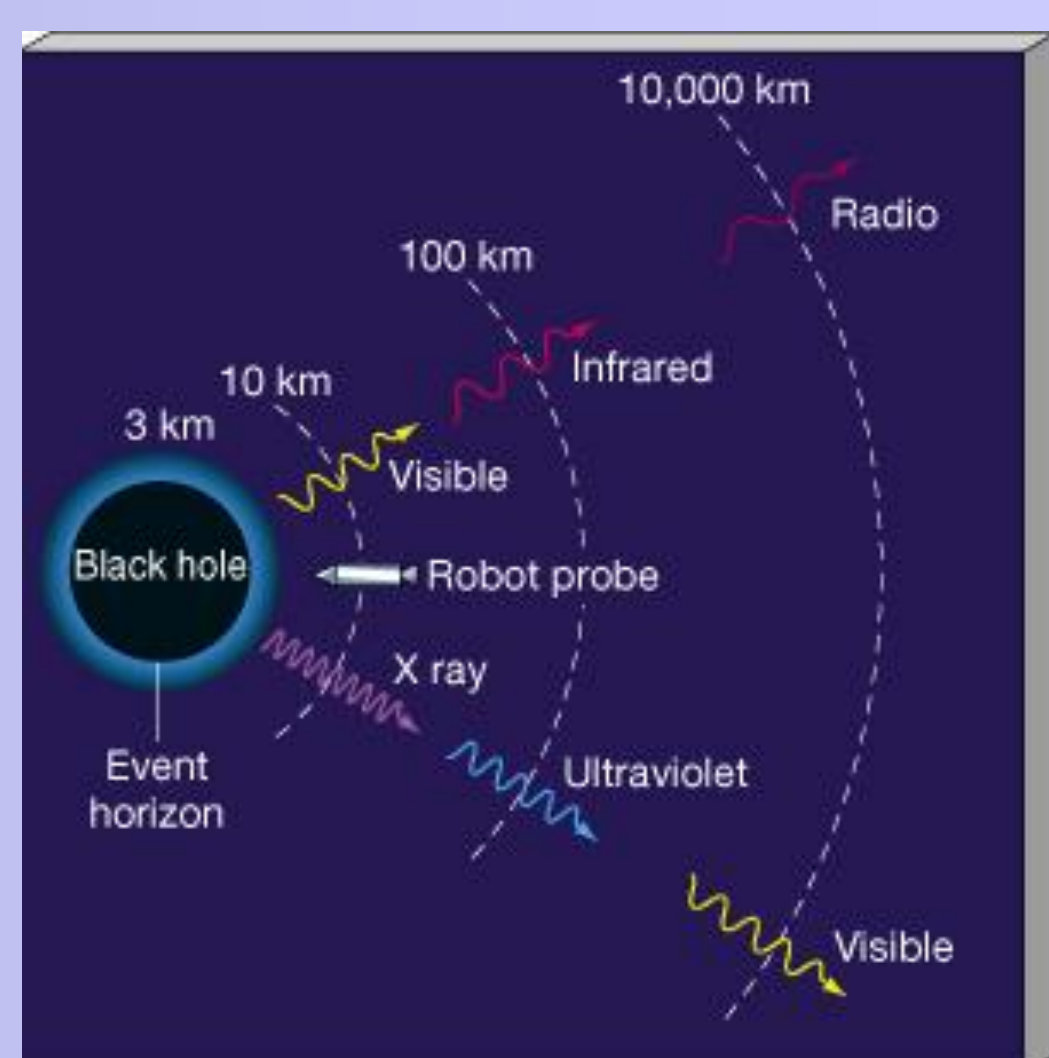 10,000 km
Radio
100 km
Infrared
10 km
3 km
Visible
Black hole
Robot probe
X ray
Event
horizon
Ultraviolet
Visible